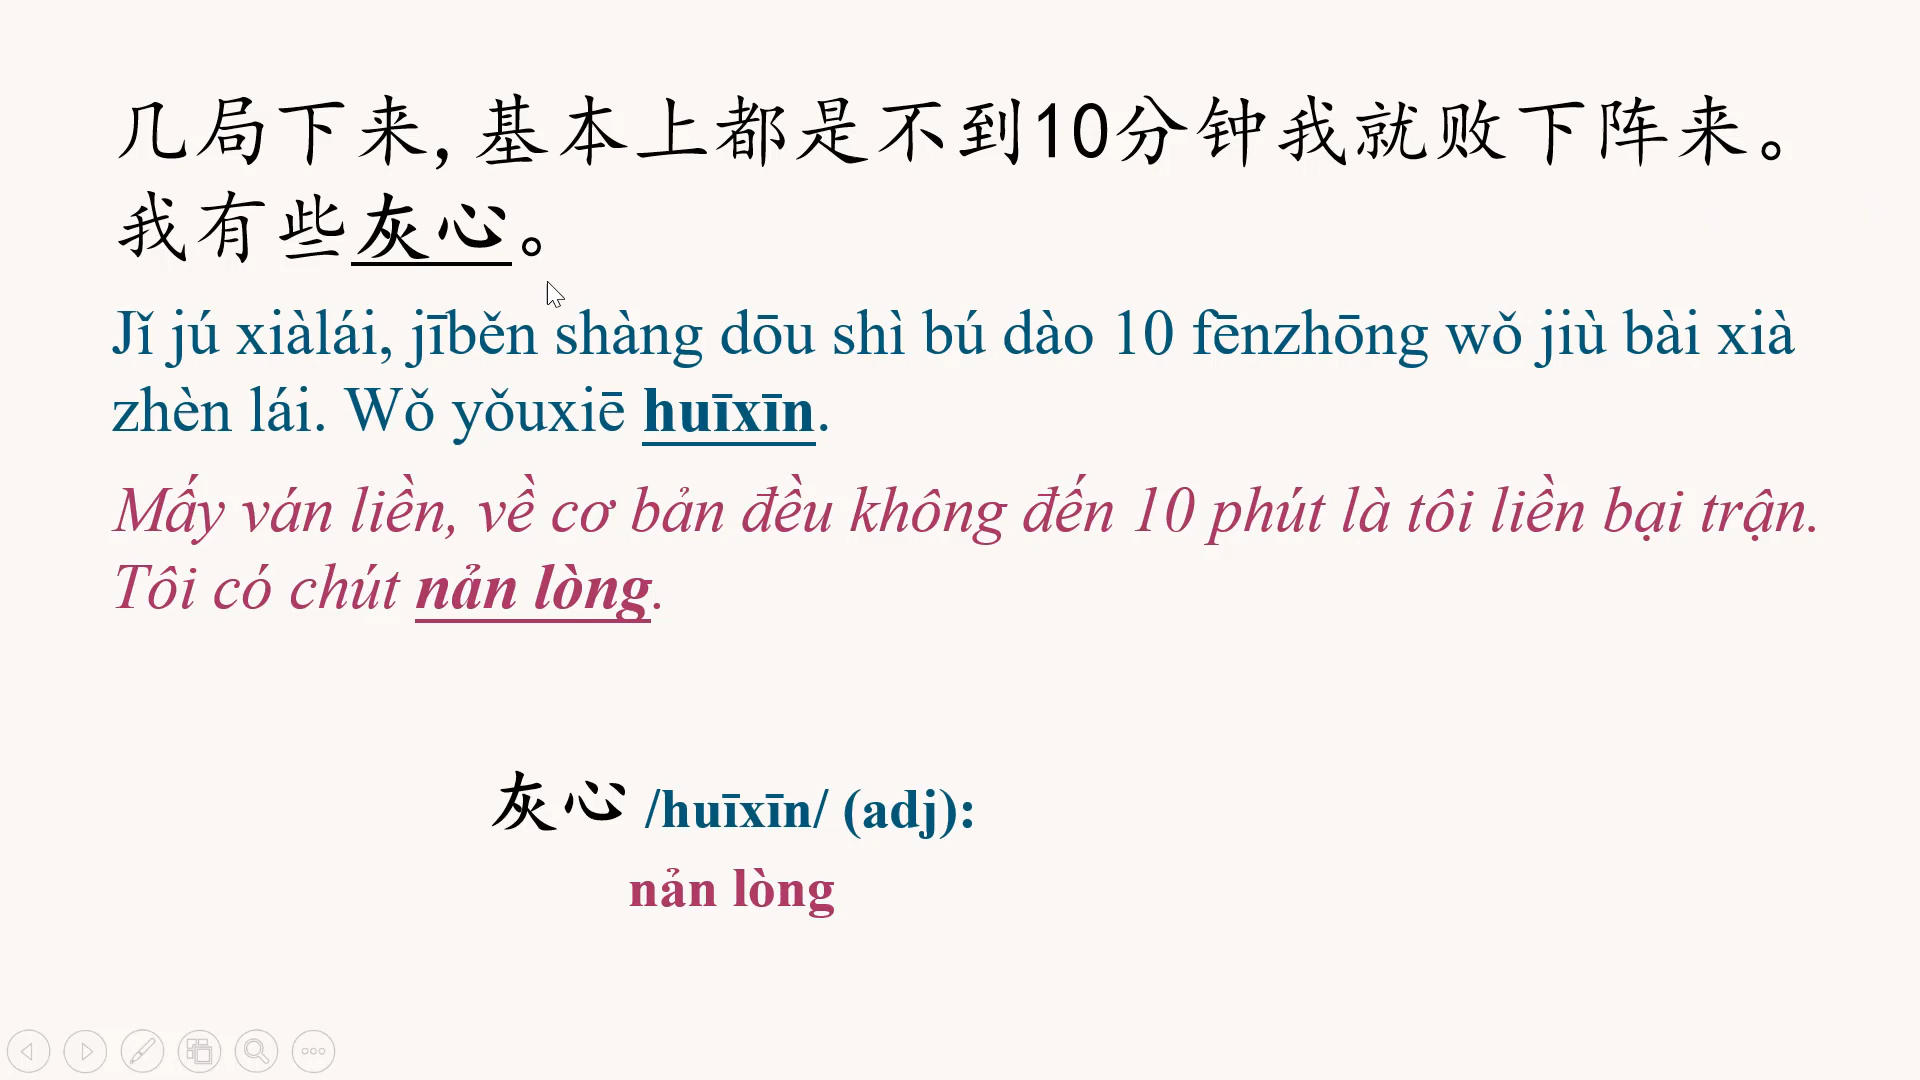 几局下来,基本上都是不到10分钟我就败下阵来。
我有些灰心。
Jǐ jú xiàlái, jīběn shàng dōu shì bú dào 10 fēnzhōng wǒ jiù bài xià
zhèn lái. Wǒ yǒuxiē huīxīn.
Mấy ván liền, về cơ bản đều không đến 10 phút là tôi liền bại trận.
Tôi có chút nản lòng.
灰心 /huīxīn/ (adj):
nản lòng